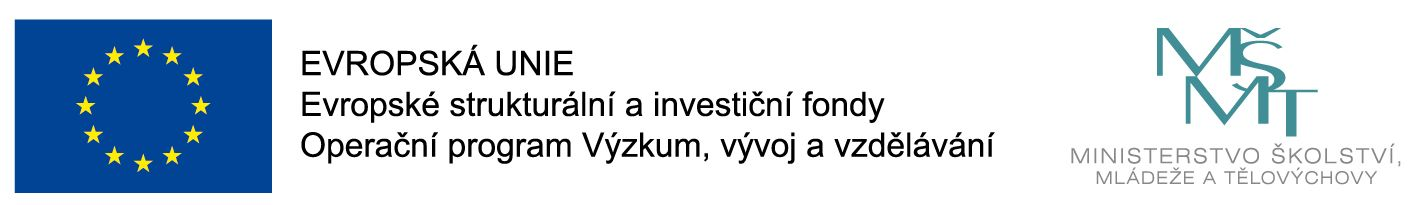 EVROPSKÁ UNIE
Evropské strukturální a investiční fondy
Operační program Výzkum, vývoj a vzdělávání
MŠMT
MINISTERSTVO ŠKOLSTVÍ,
MLÁDEŽE A TĚLOVÝCHOVY